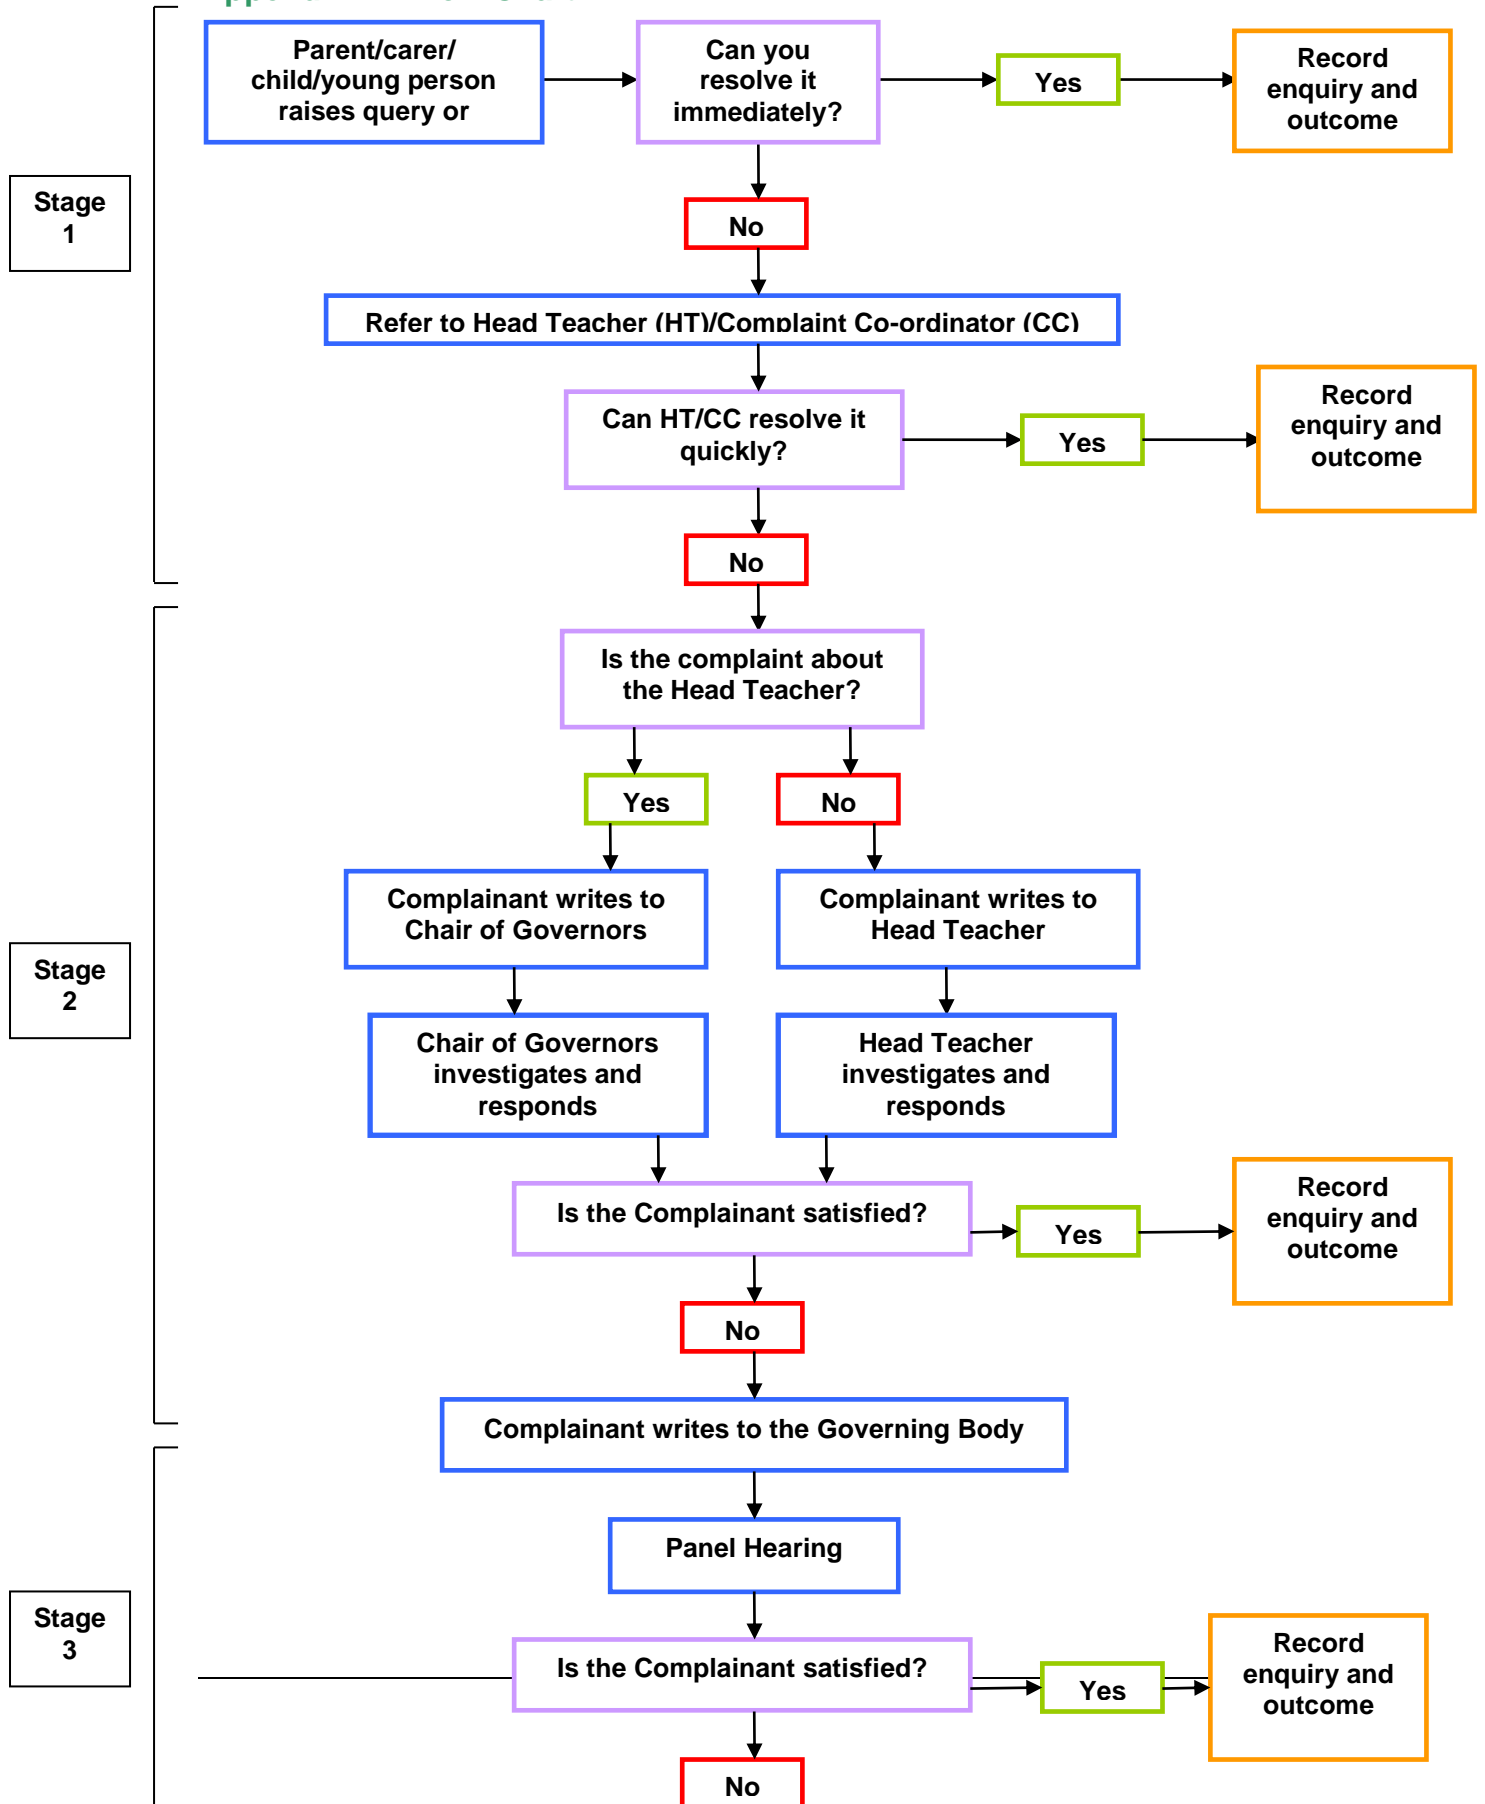 Parent/carer/
child/young person
raises query or
Can you
resolve it
immediately?
Yes
Record
enquiry and
outcome
Stage
1
No
Refer to Head Teacher (HT)/Complaint Co-ordinator (CC)
Can HT/CC resolve it
quickly?
Yes
Record
enquiry and
outcome
No
Is the complaint about
the Head Teacher?
Yes
No
Complainant writes to
Chair of Governors
Complainant writes to
Head Teacher
Stage
2
Chair of Governors
investigates and
responds
Head Teacher
investigates and
responds
Is the Complainant satisfied?
Yes
Record
enquiry and
outcome
No
Complainant writes to the Governing Body
Panel Hearing
Stage
3
Is the Complainant satisfied?
Yes
Record
enquiry and
outcome
No